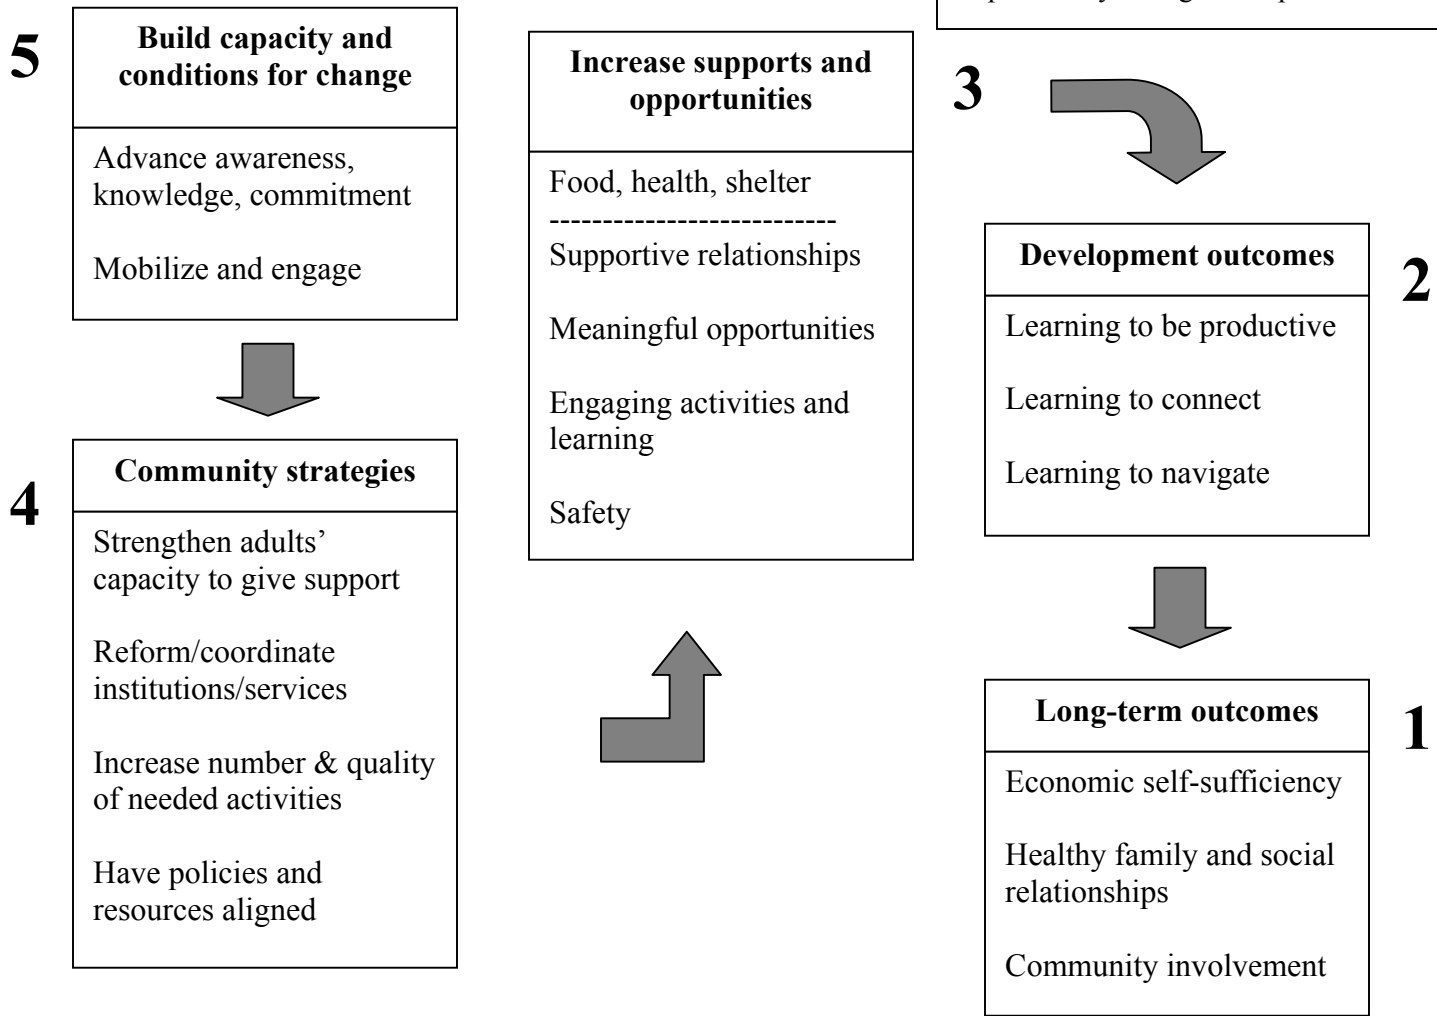 5
Build capacity and
conditions for change
Advance awareness,
knowledge, commitment
Mobilize and engage
4
Community strategies
Strengthen adults’
capacity to give support
Reform/coordinate
institutions/services
Increase number & quality
of needed activities
Have policies and
resources aligned
Increase supports and
opportunities
Food, health, shelter
---------------------------
Supportive relationships
Meaningful opportunities
Engaging activities and
learning
Safety
3
Development outcomes
2
Learning to be productive
Learning to connect
Learning to navigate
Long-term outcomes
1
Economic self-sufficiency
Healthy family and social
relationships
Community involvement